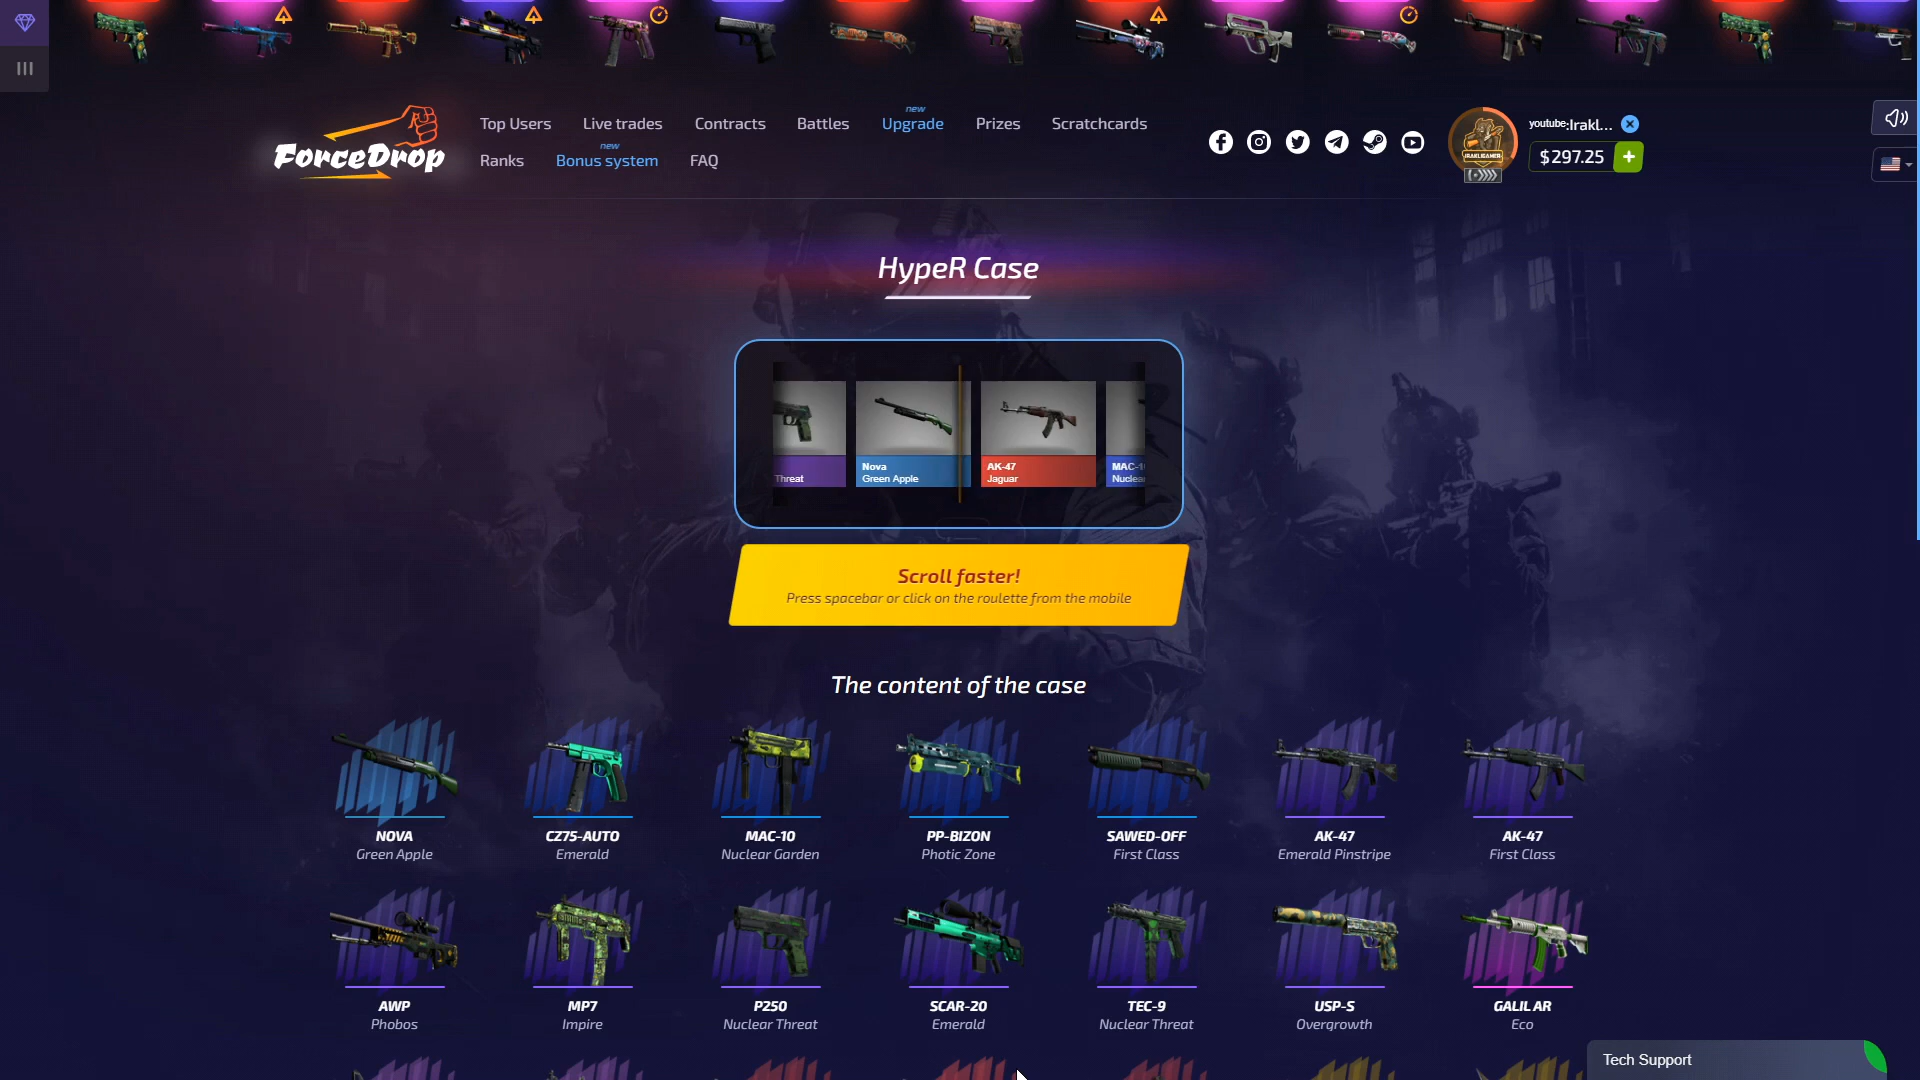 ForceDrop
Top Users
Live trades
Contracts
Battles
new
Upgrade
Prizes
Scratchcards
Ranks
new
Bonus system
FAQ
youtube:Irakl...
IRAKLIGAMER
$297.25
+
HypeR Case
Threat
Nova
Green Apple
AK-47
Jaguar
MAC-1
Nuclea
Scroll faster!
Press spacebar or click on the roulette from the mobile
The content of the case
NOVA
Green Apple
CZ75-AUTO
Emerald
MAC-10
Nuclear Garden
PP-BIZON
Photic Zone
SAWED-OFF
First Class
AK-47
Emerald Pinstripe
AK-47
First Class
AWP
Phobos
MP7
Impire
P250
Nuclear Threat
SCAR-20
Emerald
TEC-9
Nuclear Threat
USP-S
Overgrowth
GALIL AR
Eco
Tech Support